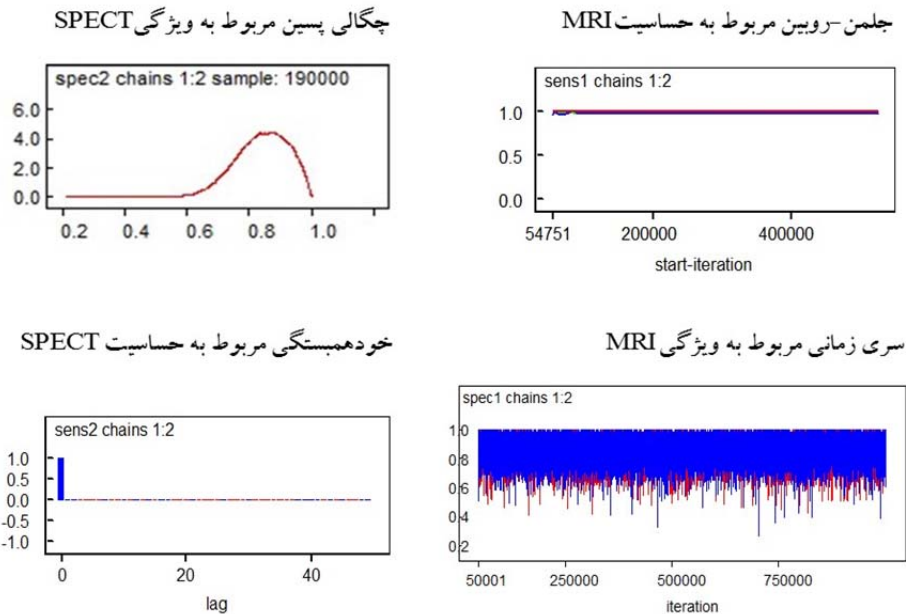 چگالی پسین مربوط به ویژگی SPECT
spec2 chains 1:2 sample: 190000
6.0
4.0
2.0
0.0
0.2 0.4 0.6 0.8 1.0
جلمن-روبین مربوط به حساسیت MRI
sens1 chains 1:2
1.0
0.5
0.0
54751 200000 400000
start-iteration
خودهمبستگی مربوط به حساسیت SPECT
sens2 chains 1:2
1.0
0.5
0.0
-0.5
-1.0
0 20 40
lag
سری زمانی مربوط به ویژگی MRI
spec1 chains 1:2
1.0
0.8
0.6
0.4
0.2
50001 250000 500000 750000
iteration